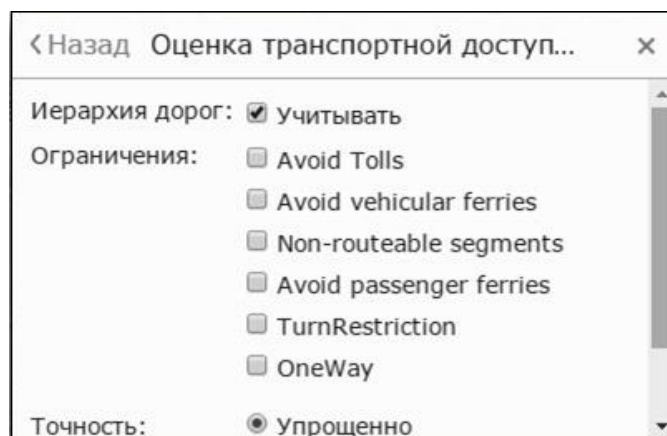 Назад Оценка транспортной доступ...
Иерархия дорог: Учитывать
Ограничения: Avoid Tolls
Avoid vehicular ferries
Non-routeable segments
Avoid passenger ferries
TurnRestriction
OneWay
Точность: Упрощенно